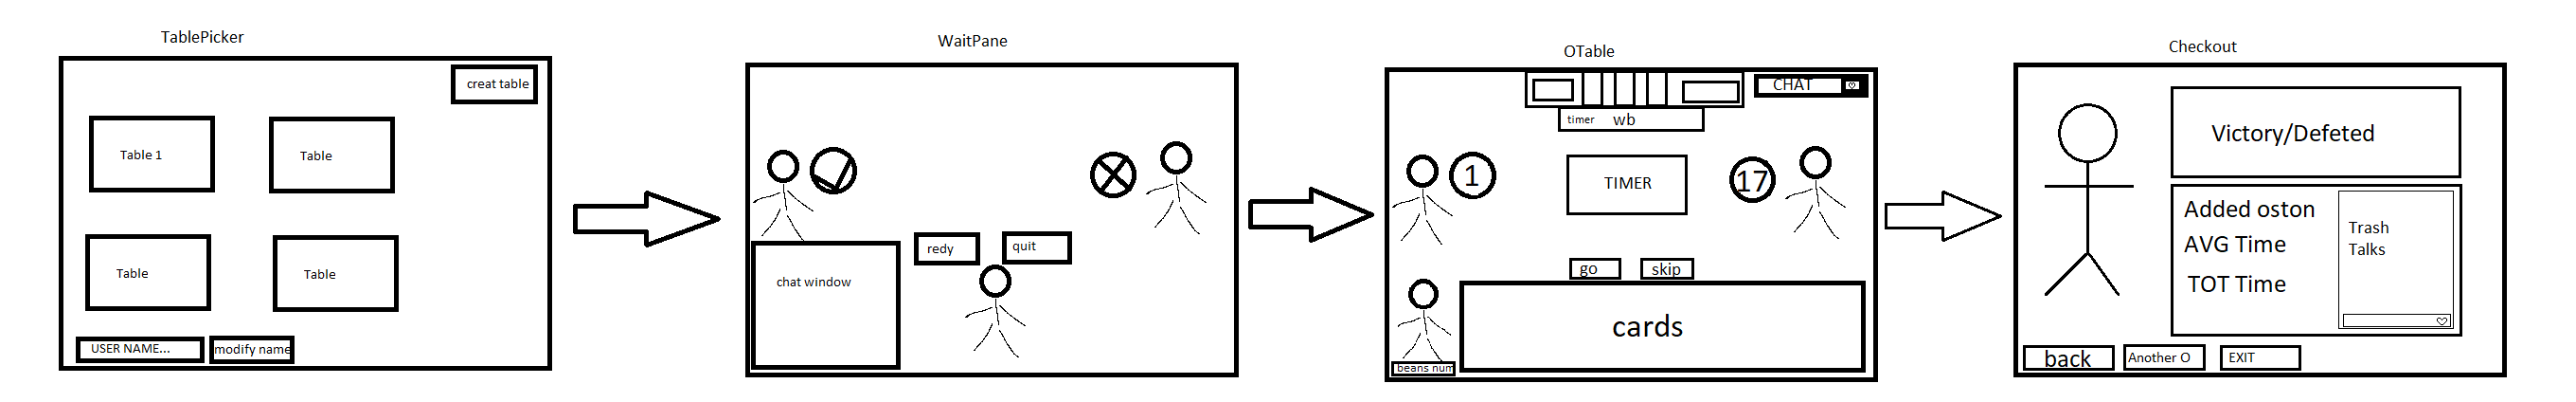 TablePicker
creat table
Table 1
Table
Table
Table
USER NAME...
modify name
WaitPane
redy
quit
chat window
OTable
CHAT
timer wb
1
TIMER
17
go
skip
cards
beans num
Checkout
Victory/Defeted
Added oston
AVG Time
TOT Time
Trash
Talks
back
Another O
EXIT